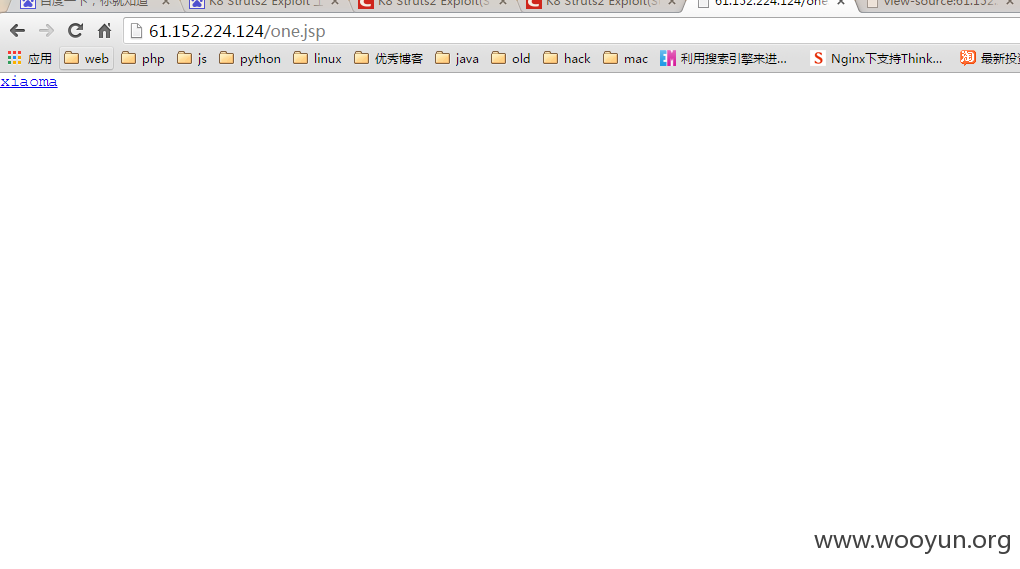 百度一下，你就知道 K8 Struts2 Exploit K8 Struts2 Exploit(S K8 Struts2 Exploit(S 61.152.224.124/one view-source:61.152.
61.152.224.124/one.jsp
应用 web php js python linux 优秀博客 java old hack mac 利用搜索引擎来进... Nginx下支持Think... 最新投资
xiaoma
www.wooyun.org